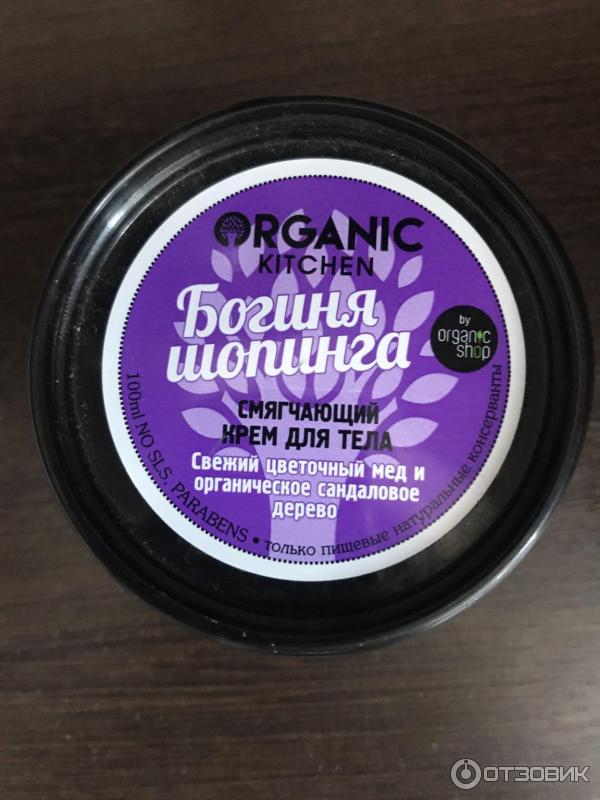 ORGANIC
KITCHEN
Богиня
шопинга
by
organic
shop
СМЯГЧАЮЩИЙ
КРЕМ ДЛЯ ТЕЛА
Свежий цветочный мед и
органическое сандаловое
дерево
100ml NO SLS, PARABENS • только пищевые натуральные консерванты
ОТЗОВИК